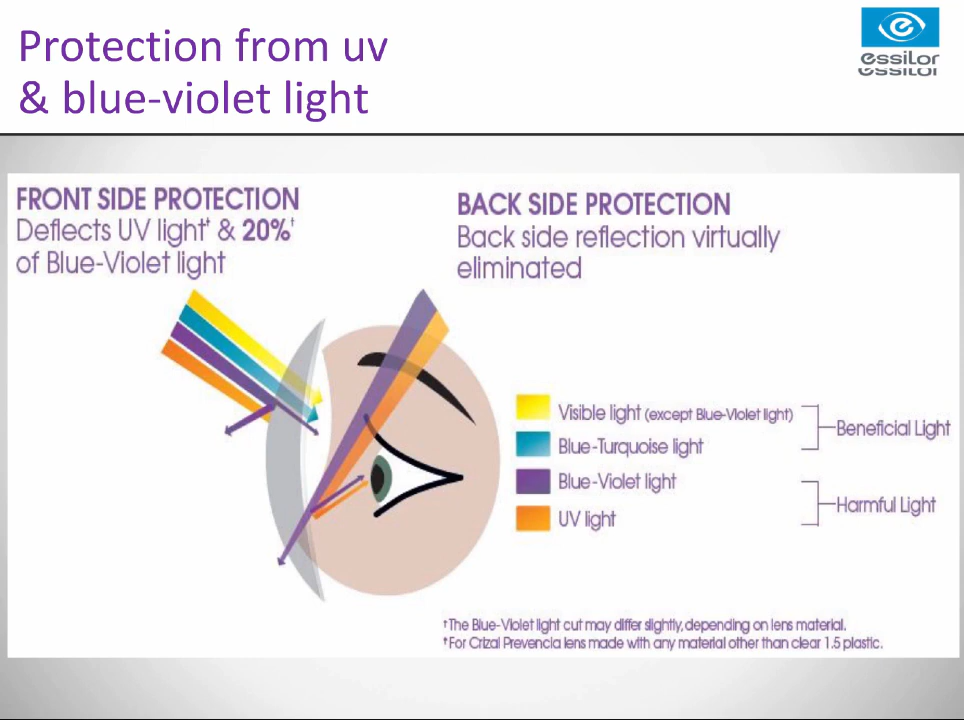 Protection from uv
& blue-violet light
essilor
FRONT SIDE PROTECTION
Deflects UV light† & 20%†
of Blue-Violet light
BACK SIDE PROTECTION
Back side reflection virtually
eliminated
Visible light (except Blue-Violet light)
Blue-Turquoise light
Beneficial Light
Blue-Violet light
UV light
Harmful Light
† The Blue-Violet light cut may differ slightly, depending on lens material.
† For Crizal Prevencia lens made with any material other than clear 1.5 plastic.